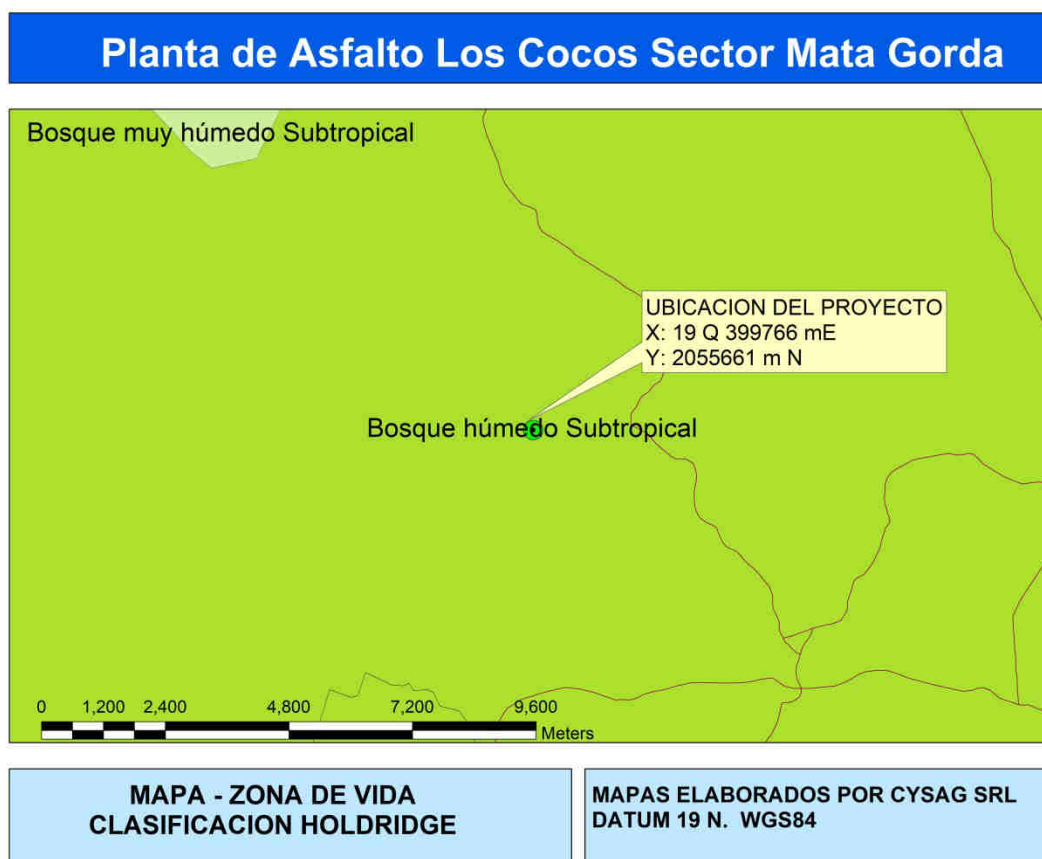 Planta de Asfalto Los Cocos Sector Mata Gorda
Bosque muy húmedo Subtropical
UBICACION DEL PROYECTO
X: 19 Q 399766 mE
Y: 2055661 m N
Bosque húmedo Subtropical
0 1,200 2,400 4,800 7,200 9,600
Meters
MAPA - ZONA DE VIDA
CLASIFICACION HOLDRIDGE
MAPAS ELABORADOS POR CYSAG SRL
DATUM 19 N. WGS84